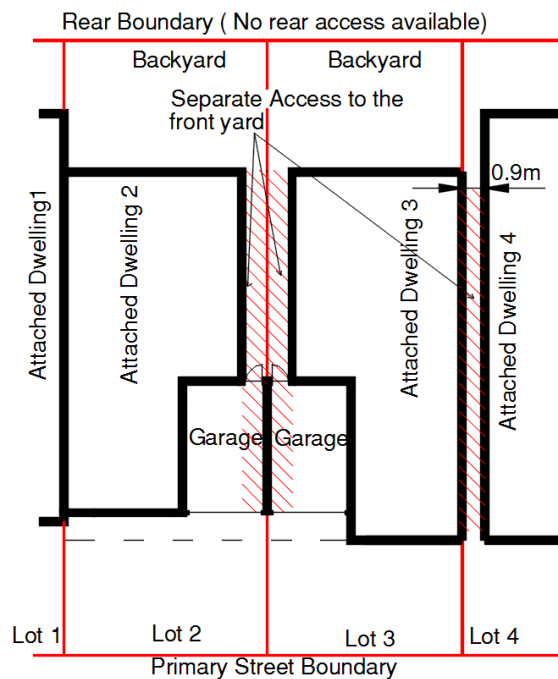 Rear Boundary ( No rear access available)
Backyard
Backyard
Separate Access to the
front yard
0.9m
Attached Dwelling1
Attached Dwelling 2
Attached Dwelling 3
Attached Dwelling 4
Garage
Garage
Lot 1
Lot 2
Lot 3
Lot 4
Primary Street Boundary